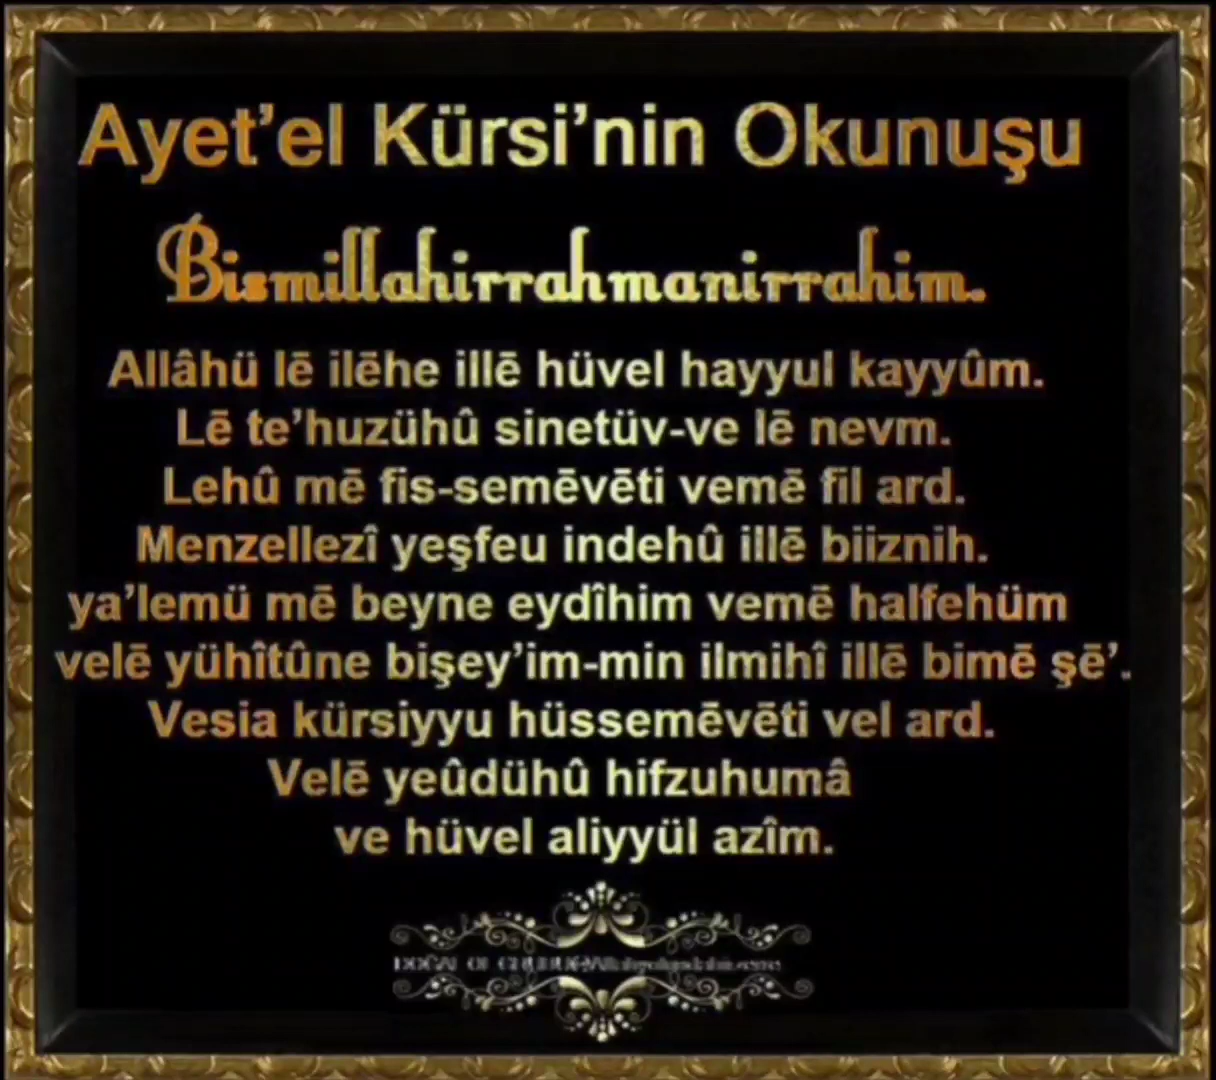 Ayet’el Kürsi’nin Okunuşu
Bismillahirrahmanirrahim.
Allâhü lē ilēhe illē hüvel hayyul kayyûm.
Lē te’huzühû sinetüv-ve lē nevm.
Lehû mē fis-semēvēti vemē fil ard.
Menzellezî yeşfeu indehû illē biiznih.
ya’lemü mē beyne eydîhim vemē halfehüm
velē yühîtûne bişey’im-min ilmihî illē bimē şē’.
Vesia kürsiyyu hüssemēvēti vel ard.
Velē yeûdühû hifzuhumâ
ve hüvel aliyyül azîm.